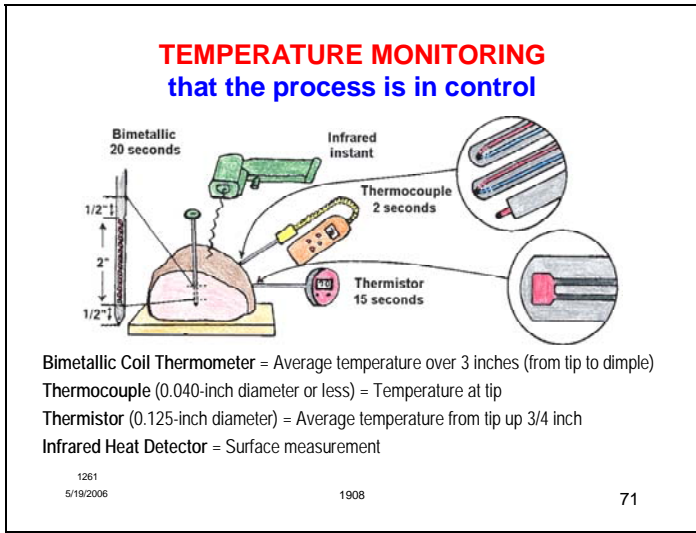 TEMPERATURE MONITORING
that the process is in control
Bimetallic
20 seconds
Infrared
instant
Thermocouple
2 seconds
1/2"
2"
1/2"
Thermistor
15 seconds
Bimetallic Coil Thermometer = Average temperature over 3 inches (from tip to dimple)
Thermocouple (0.040-inch diameter or less) = Temperature at tip
Thermistor (0.125-inch diameter) = Average temperature from tip up 3/4 inch
Infrared Heat Detector = Surface measurement
1261
5/19/2006
1908
71